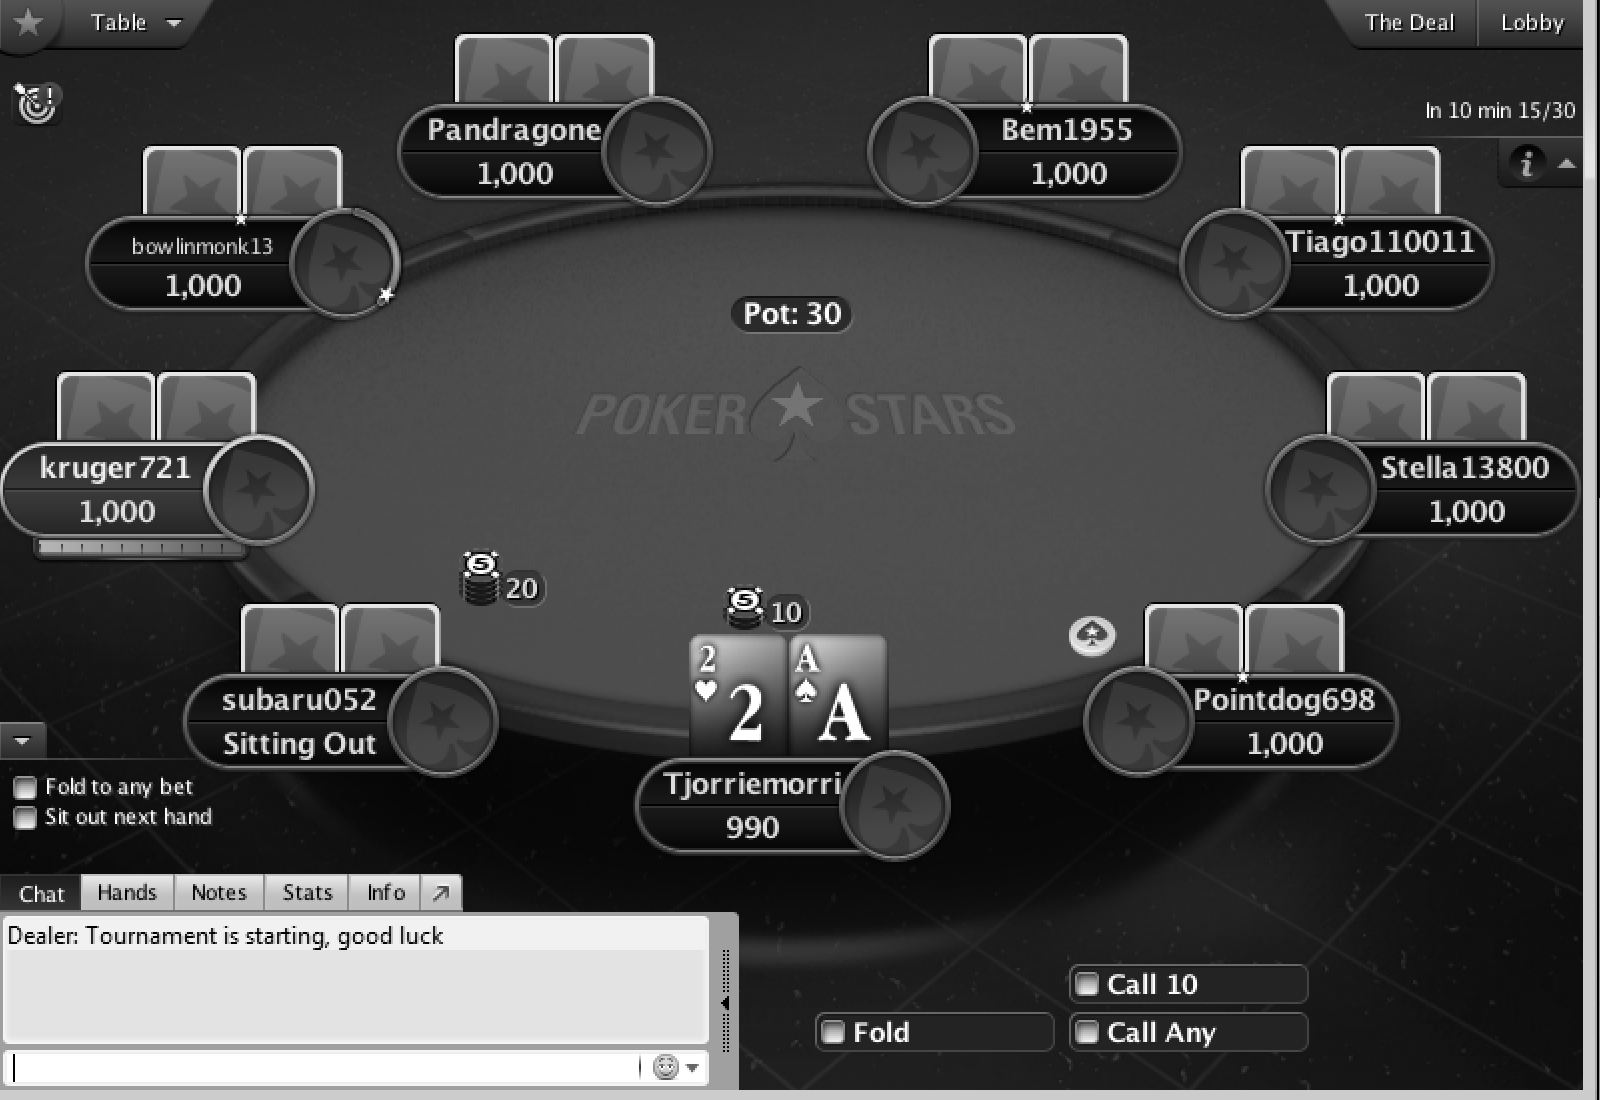 Table
The Deal
Lobby
In 10 min 15/30
Pandragone
1,000
Bem1955
1,000
bowlinmonk13
1,000
Tiago110011
1,000
Pot: 30
POKER STARS
kruger721
1,000
Stella13800
1,000
5 20
5 10
2 A
2 A
subaru052
Sitting Out
Pointdog698
1,000
Tjorriemorri
990
Fold to any bet
Sit out next hand
Chat
Hands
Notes
Stats
Info
Dealer: Tournament is starting, good luck
Call 10
Fold
Call Any